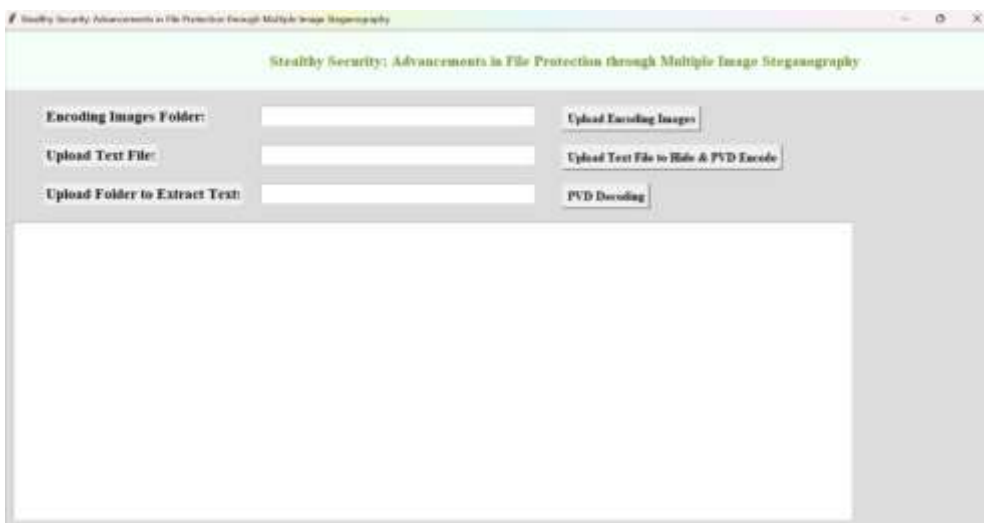 Stealthy Security: Advancements in File Protection through Multiple Image Steganography
Stealthy Security: Advancements in File Protection through Multiple Image Steganography
Encoding Images Folder:
Upload Encoding Images
Upload Text File:
Upload Text File to Hide & PVD Encode
Upload Folder to Extract Text:
PVD Decoding